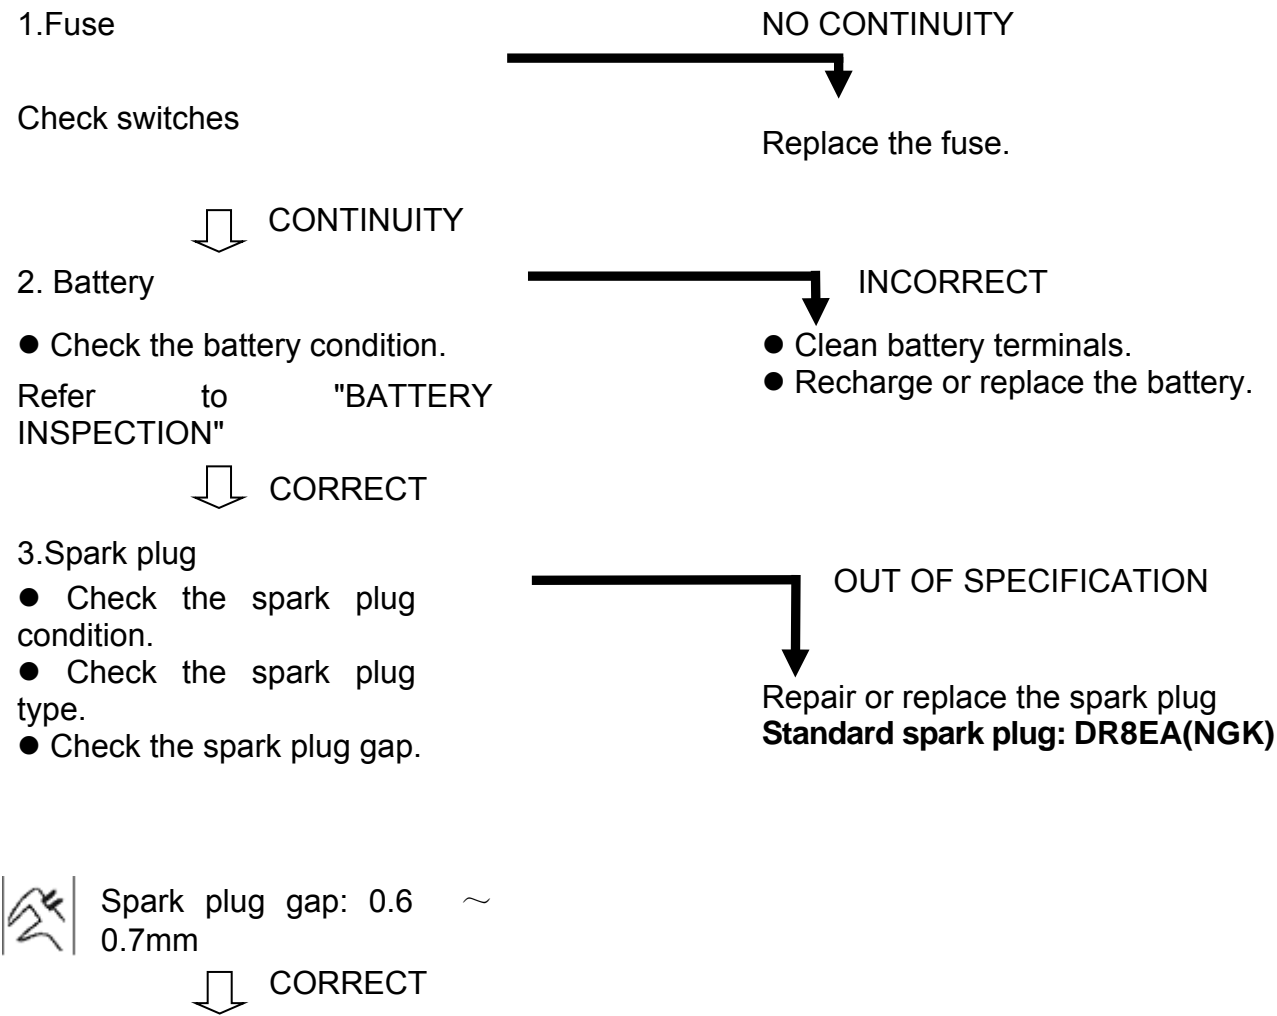 1.Fuse
NO CONTINUITY
Check switches
Replace the fuse.
CONTINUITY
2. Battery
INCORRECT
● Check the battery condition.
Refer to "BATTERY
INSPECTION"
● Clean battery terminals.
● Recharge or replace the battery.
CORRECT
3.Spark plug
● Check the spark plug
condition.
● Check the spark plug
type.
● Check the spark plug gap.
OUT OF SPECIFICATION
Repair or replace the spark plug
Standard spark plug: DR8EA(NGK)
Spark plug gap: 0.6 ~
0.7mm
CORRECT